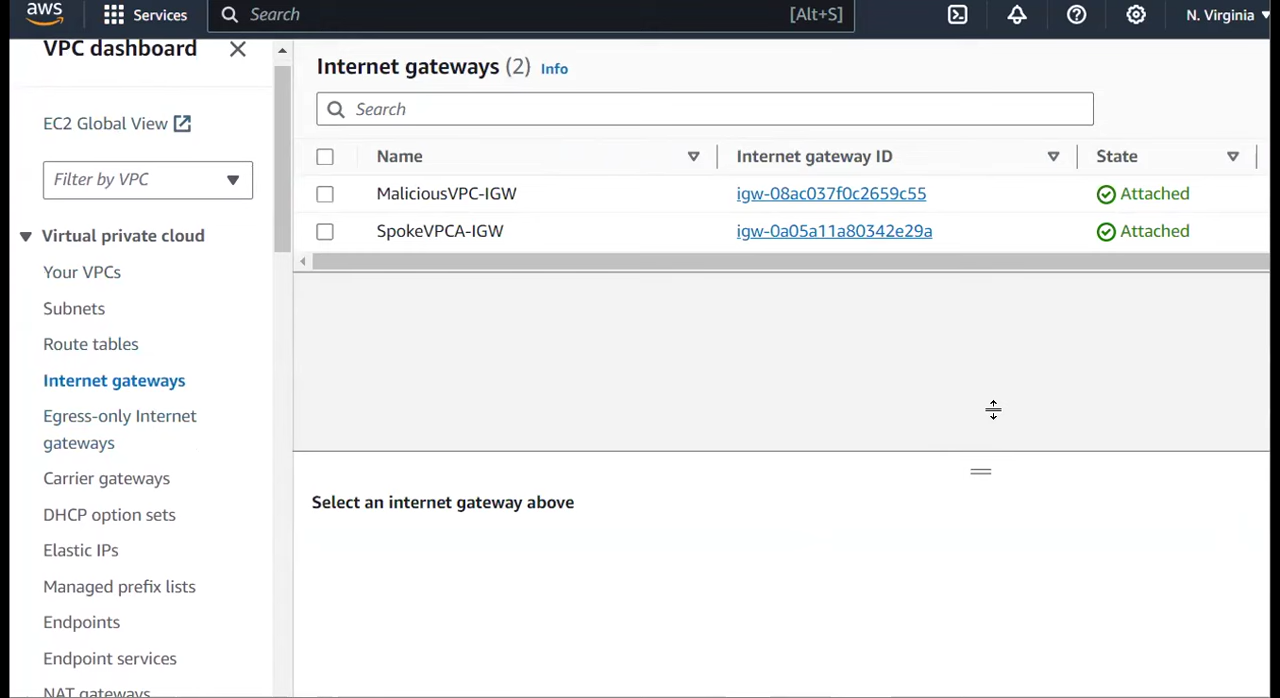 aws
Services
Search
[Alt+S]
N. Virginia
VPC dashboard
EC2 Global View
Filter by VPC
Virtual private cloud
Your VPCs
Subnets
Route tables
Internet gateways
Egress-only Internet
gateways
Carrier gateways
DHCP option sets
Elastic IPs
Managed prefix lists
Endpoints
Endpoint services
NAT gateways
Internet gateways (2) Info
Search
Name Internet gateway ID State
MaliciousVPC-IGW igw-08ac037f0c2659c55 Attached
SpokeVPCA-IGW igw-0a05a11a80342e29a Attached
Select an internet gateway above